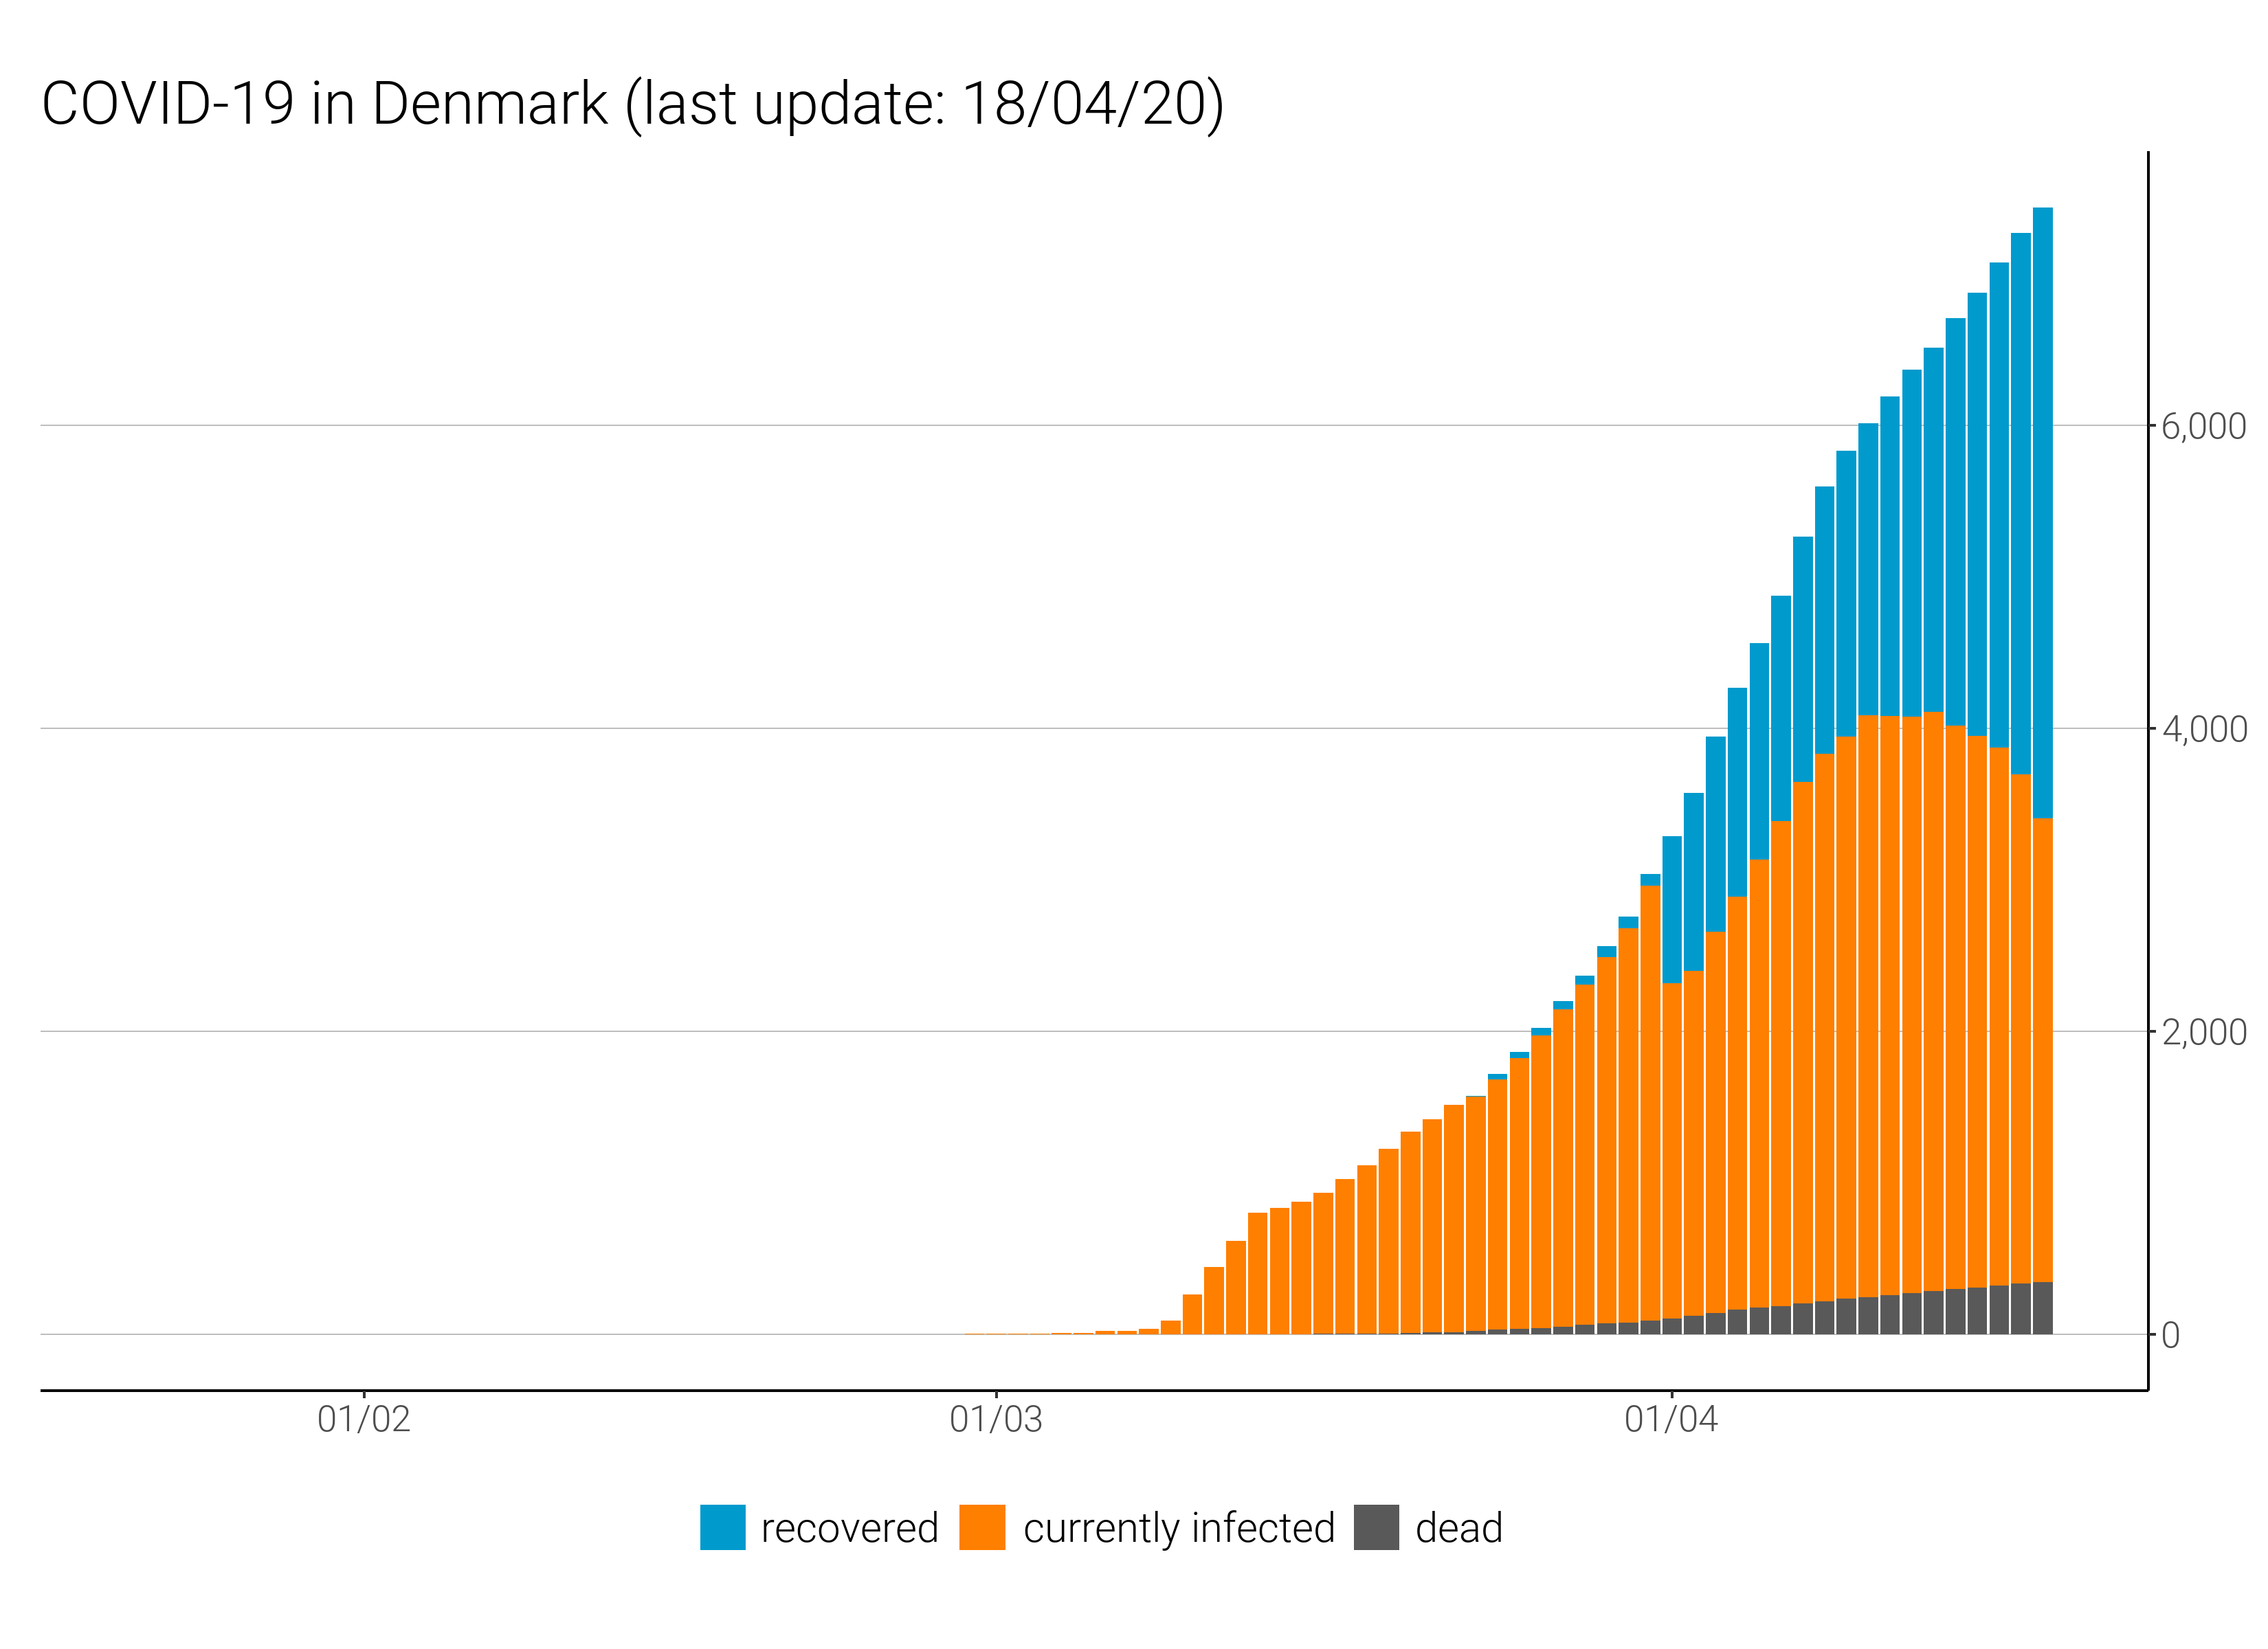 COVID-19 in Denmark (last update: 18/04/20)
6,000
4,000
2,000
0
01/02 01/03 01/04
recovered currently infected dead